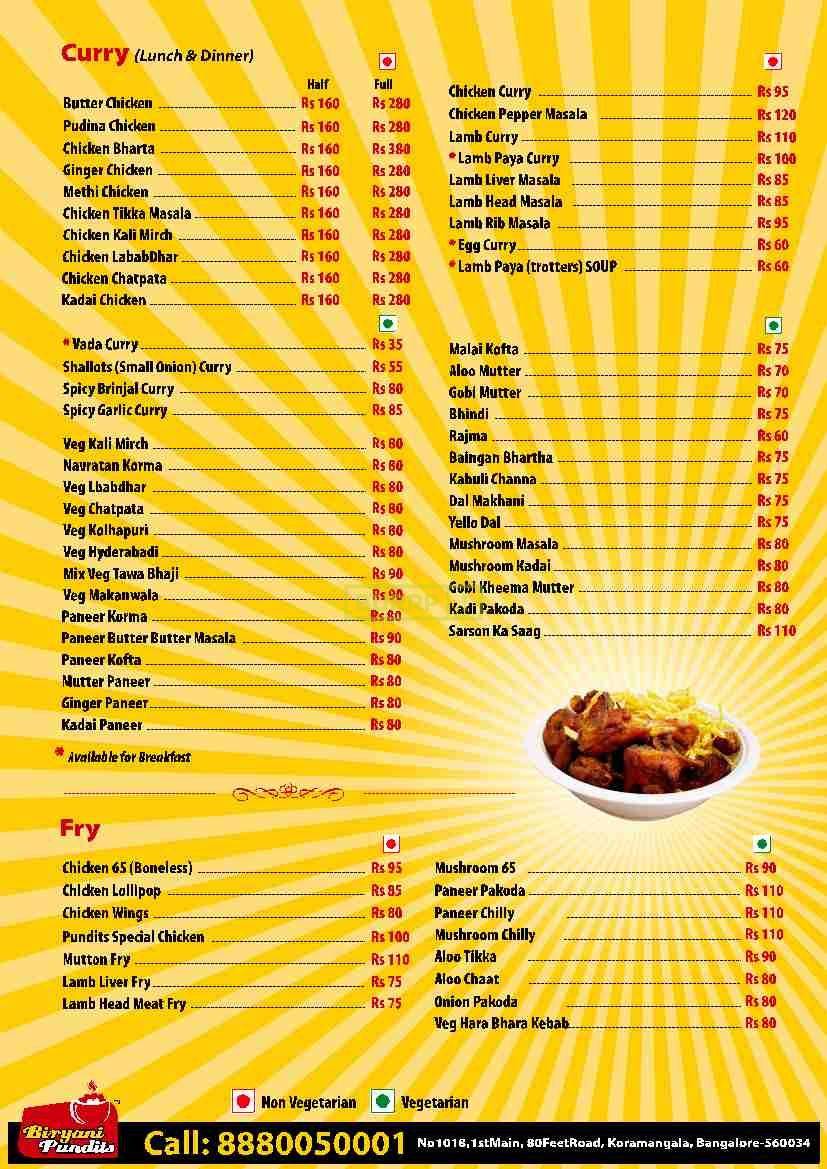 Curry (Lunch & Dinner)
Half Full
Butter Chicken Rs 160 Rs 280
Pudina Chicken Rs 160 Rs 280
Chicken Bharta Rs 160 Rs 380
Ginger Chicken Rs 160 Rs 280
Methi Chicken Rs 160 Rs 280
Chicken Tikka Masala Rs 160 Rs 280
Chicken Kali Mirch Rs 160 Rs 280
Chicken LababDhar Rs 160 Rs 280
Chicken Chatpata Rs 160 Rs 280
Kadai Chicken Rs 160 Rs 280
* Vada Curry Rs 35
Shallots (Small Onion) Curry Rs 55
Spicy Brinjal Curry Rs 80
Spicy Garlic Curry Rs 85
Veg Kali Mirch Rs 80
Navratan Korma Rs 80
Veg Lbabdhar Rs 80
Veg Chatpata Rs 80
Veg Kolhapuri Rs 80
Veg Hyderabadi Rs 80
Mix Veg Tawa Bhaji Rs 90
Veg Makanwala Rs 90
Paneer Korma Rs 80
Paneer Butter Butter Masala Rs 90
Paneer Kofta Rs 80
Mutter Paneer Rs 80
Ginger Paneer Rs 80
Kadai Paneer Rs 80
* Available for Breakfast
Chicken Curry Rs 95
Chicken Pepper Masala Rs 120
Lamb Curry Rs 110
* Lamb Paya Curry Rs 100
Lamb Liver Masala Rs 85
Lamb Head Masala Rs 85
Lamb Rib Masala Rs 95
* Egg Curry Rs 60
* Lamb Paya (trotters) SOUP Rs 60
Malai Kofta Rs 75
Aloo Mutter Rs 70
Gobi Mutter Rs 70
Bhindi Rs 75
Rajma Rs 60
Baingan Bhartha Rs 75
Kabuli Channa Rs 75
Dal Makhani Rs 75
Yello Dal Rs 75
Mushroom Masala Rs 80
Mushroom Kadai Rs 80
Gobi Kheema Mutter Rs 80
Kadi Pakoda Rs 80
Sarson Ka Saag Rs 110
Fry
Chicken 65 (Boneless) Rs 95
Chicken Lollipop Rs 85
Chicken Wings Rs 80
Pundits Special Chicken Rs 100
Mutton Fry Rs 110
Lamb Liver Fry Rs 75
Lamb Head Meat Fry Rs 75
Mushroom 65 Rs 90
Paneer Pakoda Rs 110
Paneer Chilly Rs 110
Mushroom Chilly Rs 110
Aloo Tikka Rs 90
Aloo Chaat Rs 80
Onion Pakoda Rs 80
Veg Hara Bhara Kebab Rs 80
Non Vegetarian Vegetarian
Biryani
Pundits
Call: 8880050001 No1018,1stMain, 80FeetRoad, Koramangala, Bangalore-560034